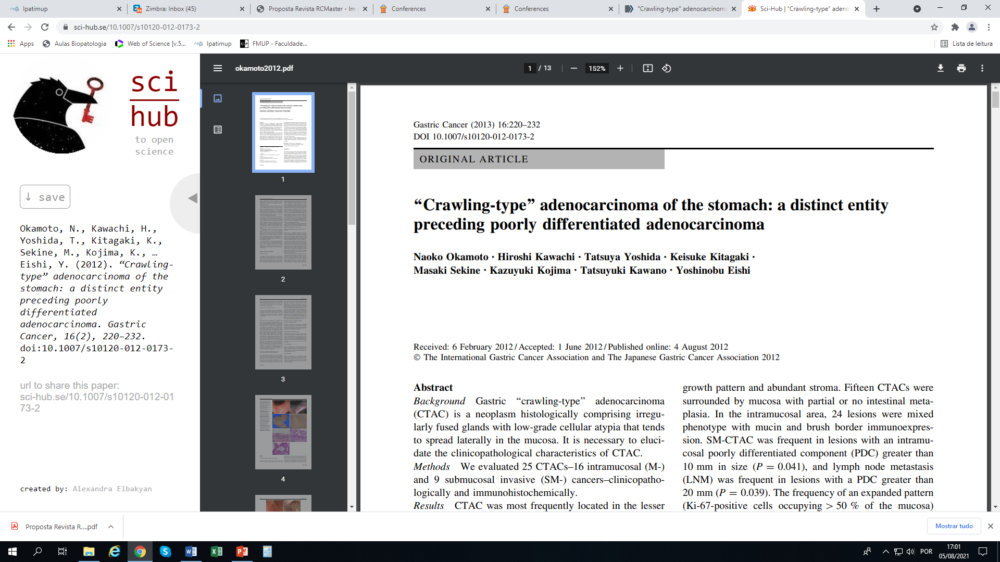 Ipatimup
Zimbra: Inbox (45)
Proposta Revista RCMaster - Im
Conferences
Conferences
"Crawling-type" adenocarcinoma
Sci-Hub | “Crawling-type” adeno
sci-hub.se/10.1007/s10120-012-0173-2
Apps
Aulas Biopatologia
Web of Science [v.5...
Ipatimup
FMUP - Faculdade...
Lista de leitura
sci
hub
to open
science
↓ save
Okamoto, N., Kawachi, H.,
Yoshida, T., Kitagaki, K.,
Sekine, M., Kojima, K., …
Eishi, Y. (2012). “Crawling-
type” adenocarcinoma of the
stomach: a distinct entity
preceding poorly
differentiated
adenocarcinoma. Gastric
Cancer, 16(2), 220–232.
doi:10.1007/s10120-012-0173-
2
url to share this paper:
sci-hub.se/10.1007/s10120-012-01
73-2
created by: Alexandra Elbakyan
okamoto2012.pdf
1 / 13
152%
1
2
3
4
Gastric Cancer (2013) 16:220–232
DOI 10.1007/s10120-012-0173-2
ORIGINAL ARTICLE
“Crawling-type” adenocarcinoma of the stomach: a distinct entity
preceding poorly differentiated adenocarcinoma
Naoko Okamoto · Hiroshi Kawachi · Tatsuya Yoshida · Keisuke Kitagaki ·
Masaki Sekine · Kazuyuki Kojima · Tatsuyuki Kawano · Yoshinobu Eishi
Received: 6 February 2012 / Accepted: 1 June 2012 / Published online: 4 August 2012
© The International Gastric Cancer Association and The Japanese Gastric Cancer Association 2012
Abstract
Background Gastric “crawling-type” adenocarcinoma
(CTAC) is a neoplasm histologically comprising irregu-
larly fused glands with low-grade cellular atypia that tends
to spread laterally in the mucosa. It is necessary to eluci-
date the clinicopathological characteristics of CTAC.
Methods We evaluated 25 CTACs–16 intramucosal (M-)
and 9 submucosal invasive (SM-) cancers–clinicopatho-
logically and immunohistochemically.
Results CTAC was most frequently located in the lesser
growth pattern and abundant stroma. Fifteen CTACs were
surrounded by mucosa with partial or no intestinal meta-
plasia. In the intramucosal area, 24 lesions were mixed
phenotype with mucin and brush border immunoexpres-
sion. SM-CTAC was frequent in lesions with an intramu-
cosal poorly differentiated component (PDC) greater than
10 mm in size (P = 0.041), and lymph node metastasis
(LNM) was frequent in lesions with a PDC greater than
20 mm (P = 0.039). The frequency of an expanded pattern
(Ki-67-positive cells occupying > 50 % of the mucosa)
Proposta Revista R....pdf
Mostrar tudo
POR
17:01
05/08/2021